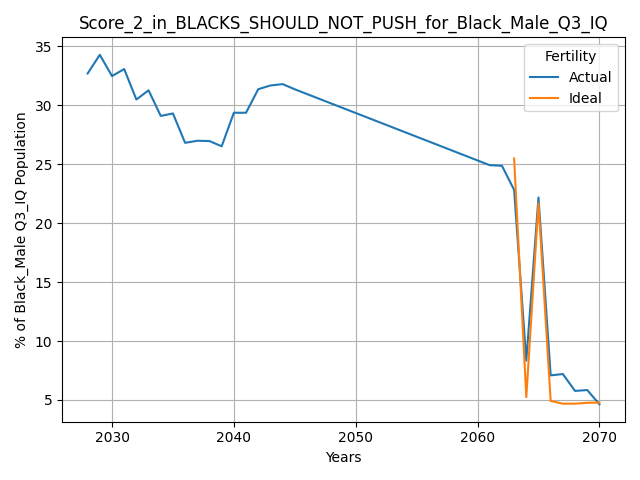 Score_2_in_BLACKS_SHOULD_NOT_PUSH_for_Black_Male_Q3_IQ
% of Black_Male Q3_IQ Population
35
30
25
20
15
10
5
Fertility
Actual
Ideal
2030 2040 2050 2060 2070
Years